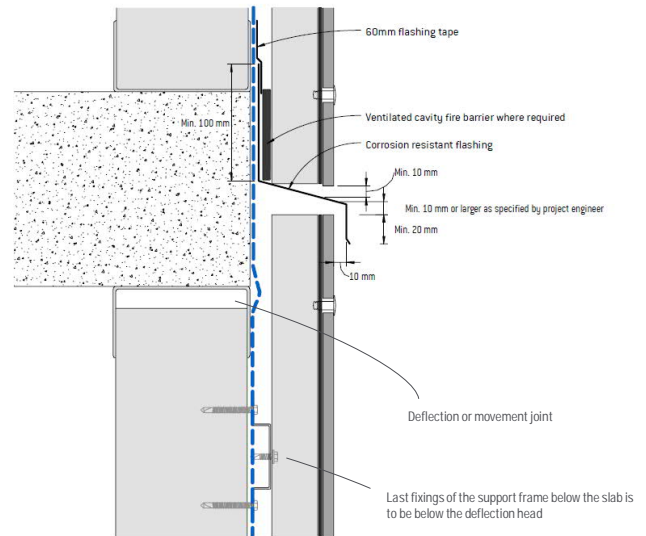 60mm flashing tape
Min. 100 mm
Ventilated cavity fire barrier where required
Corrosion resistant flashing
Min. 10 mm
Min. 10 mm or larger as specified by project engineer
Min. 20 mm
10 mm
Deflection or movement joint
Last fixings of the support frame below the slab is
to be below the deflection head